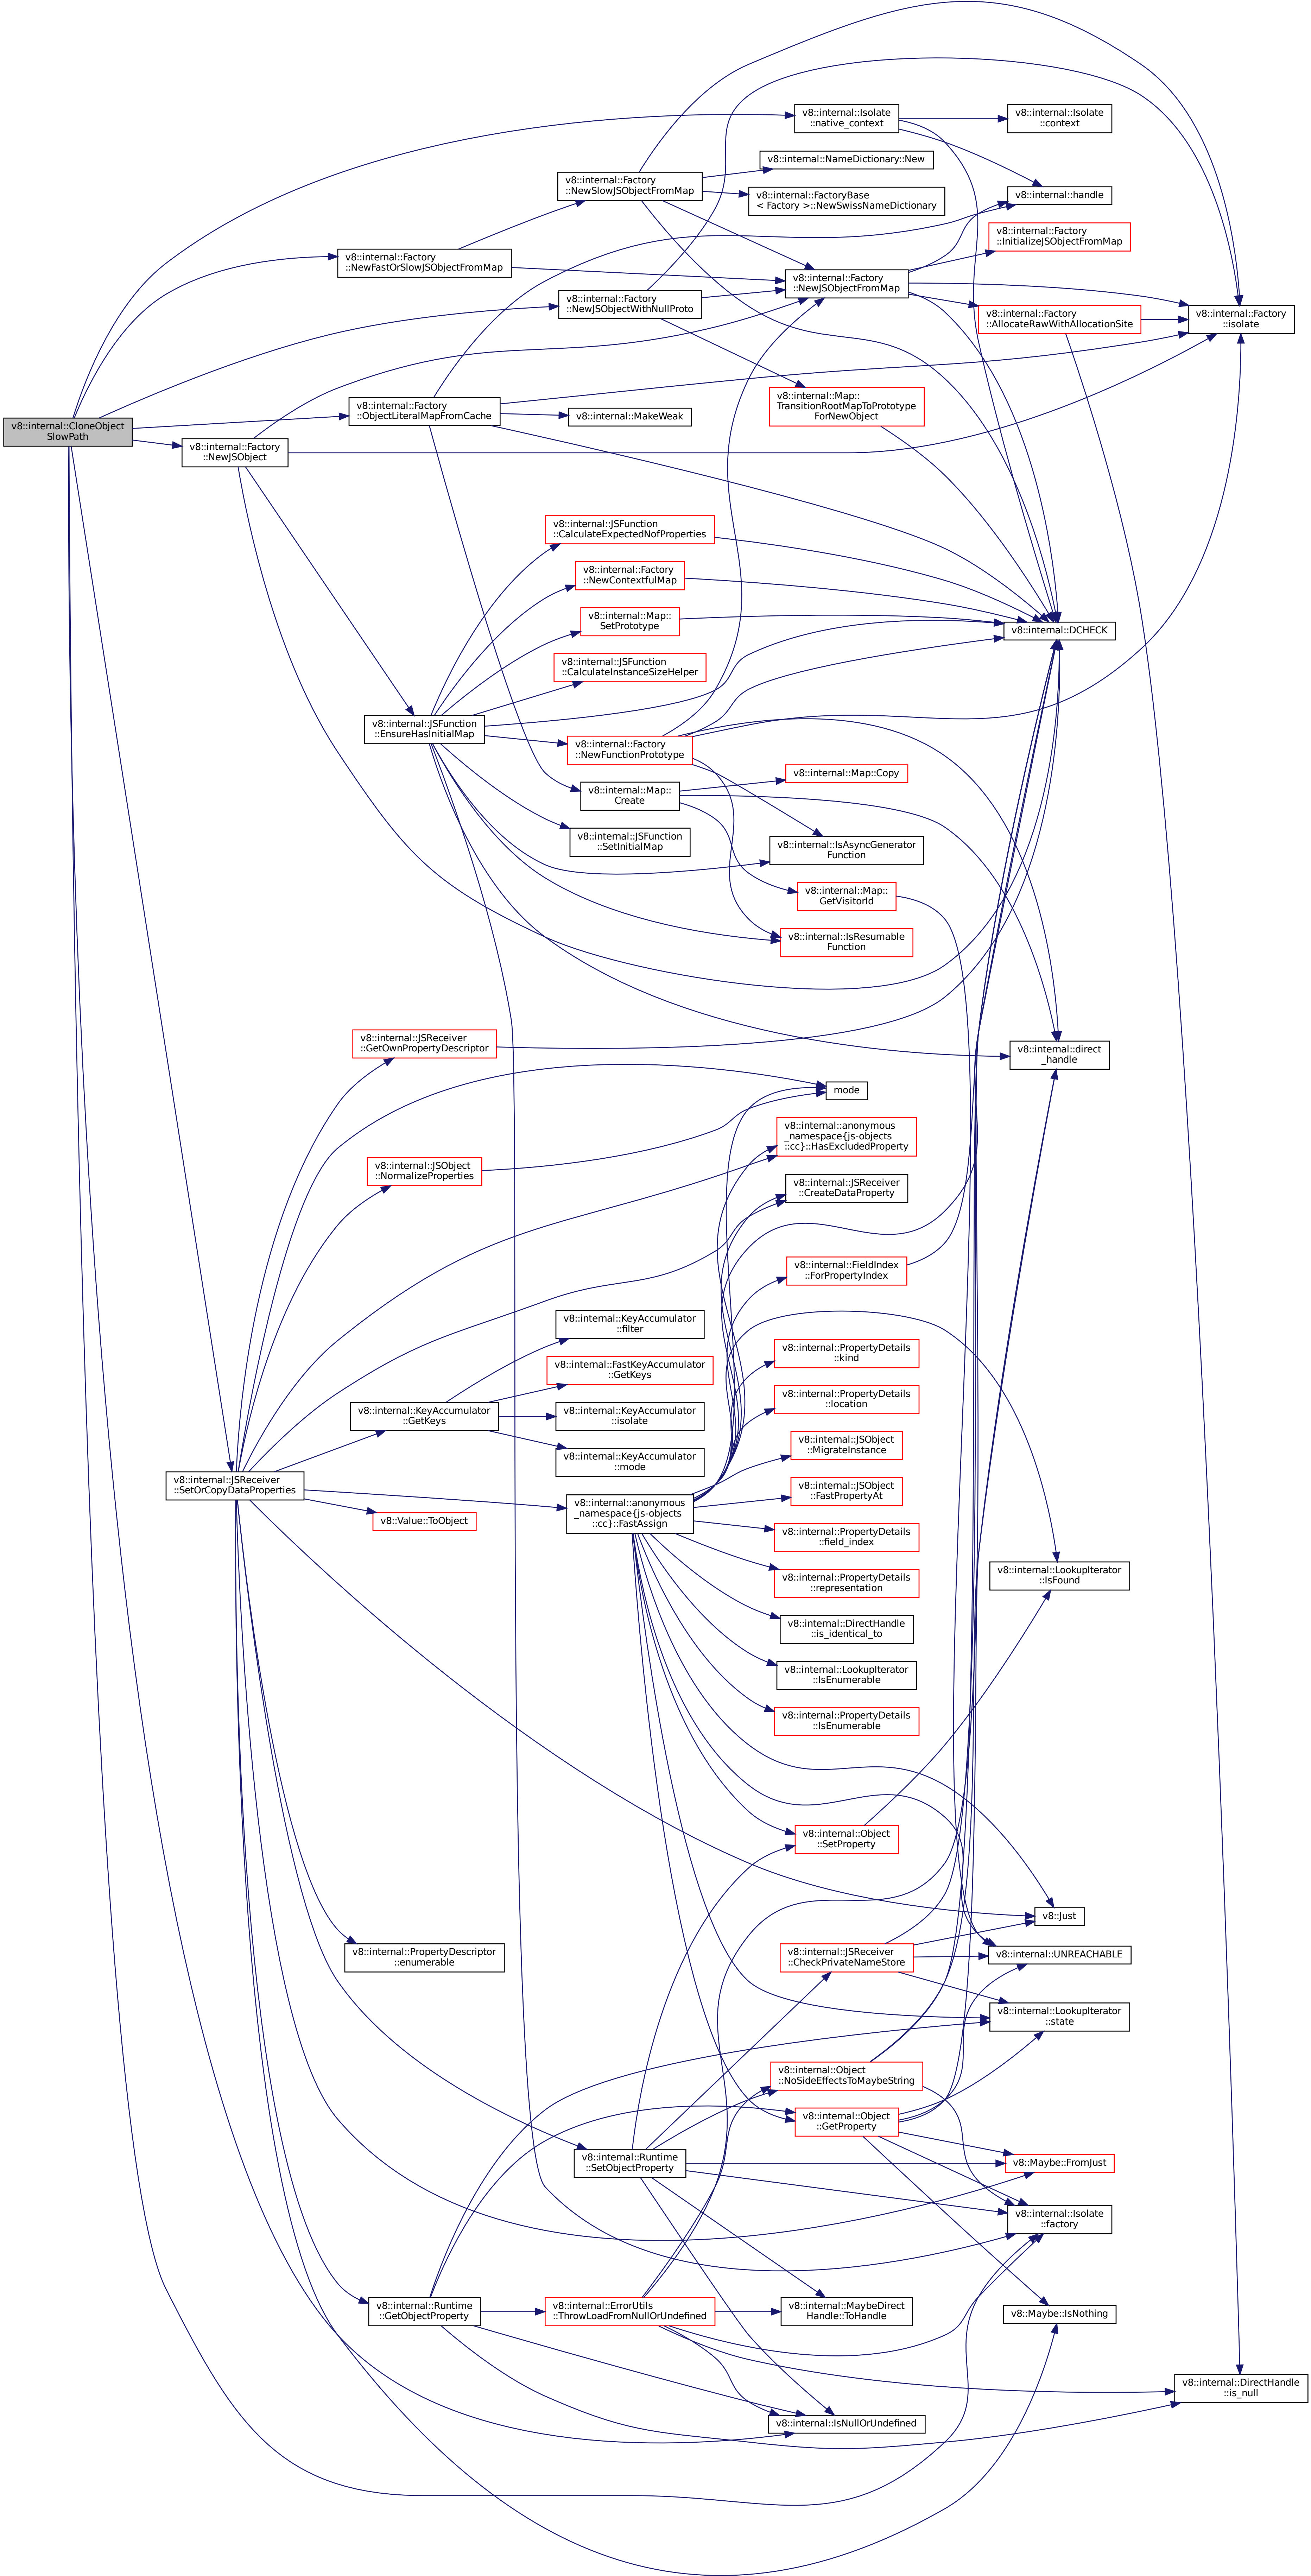 v8::internal::CloneObject
SlowPath
v8::internal::Isolate
::native_context
v8::internal::Isolate
::context
v8::internal::NameDictionary::New
v8::internal::Factory
::NewSlowJSObjectFromMap
v8::internal::FactoryBase
< Factory >::NewSwissNameDictionary
v8::internal::handle
v8::internal::Factory
::InitializeJSObjectFromMap
v8::internal::Factory
::NewFastOrSlowJSObjectFromMap
v8::internal::Factory
::NewJSObjectFromMap
v8::internal::Factory
::NewJSObjectWithNullProto
v8::internal::Factory
::AllocateRawWithAllocationSite
v8::internal::Factory
::isolate
v8::internal::Map::
TransitionRootMapToPrototype
ForNewObject
v8::internal::Factory
::ObjectLiteralMapFromCache
v8::internal::MakeWeak
v8::internal::Factory
::NewJSObject
v8::internal::JSFunction
::CalculateExpectedNofProperties
v8::internal::Factory
::NewContextfulMap
v8::internal::Map::
SetPrototype
v8::internal::DCHECK
v8::internal::JSFunction
::CalculateInstanceSizeHelper
v8::internal::JSFunction
::EnsureHasInitialMap
v8::internal::Factory
::NewFunctionPrototype
v8::internal::Map::Copy
v8::internal::Map::
Create
v8::internal::JSFunction
::SetInitialMap
v8::internal::IsAsyncGenerator
Function
v8::internal::Map::
GetVisitorId
v8::internal::IsResumable
Function
v8::internal::JSReceiver
::GetOwnPropertyDescriptor
v8::internal::direct
_handle
mode
v8::internal::anonymous
_namespace{js-objects
::cc}::HasExcludedProperty
v8::internal::JSObject
::NormalizeProperties
v8::internal::JSReceiver
::CreateDataProperty
v8::internal::FieldIndex
::ForPropertyIndex
v8::internal::KeyAccumulator
::filter
v8::internal::PropertyDetails
::kind
v8::internal::FastKeyAccumulator
::GetKeys
v8::internal::PropertyDetails
::location
v8::internal::KeyAccumulator
::GetKeys
v8::internal::KeyAccumulator
::isolate
v8::internal::JSObject
::MigrateInstance
v8::internal::KeyAccumulator
::mode
v8::internal::JSReceiver
::SetOrCopyDataProperties
v8::internal::JSObject
::FastPropertyAt
v8::internal::anonymous
_namespace{js-objects
::cc}::FastAssign
v8::Value::ToObject
v8::internal::PropertyDetails
::field_index
v8::internal::PropertyDetails
::representation
v8::internal::LookupIterator
::IsFound
v8::internal::DirectHandle
::is_identical_to
v8::internal::LookupIterator
::IsEnumerable
v8::internal::PropertyDetails
::IsEnumerable
v8::internal::Object
::SetProperty
v8::Just
v8::internal::PropertyDescriptor
::enumerable
v8::internal::JSReceiver
::CheckPrivateNameStore
v8::internal::UNREACHABLE
v8::internal::LookupIterator
::state
v8::internal::Object
::NoSideEffectsToMaybeString
v8::internal::Object
::GetProperty
v8::internal::Runtime
::SetObjectProperty
v8::Maybe::FromJust
v8::internal::Isolate
::factory
v8::internal::Runtime
::GetObjectProperty
v8::internal::ErrorUtils
::ThrowLoadFromNullOrUndefined
v8::internal::MaybeDirect
Handle::ToHandle
v8::Maybe::IsNothing
v8::internal::DirectHandle
::is_null
v8::internal::IsNullOrUndefined